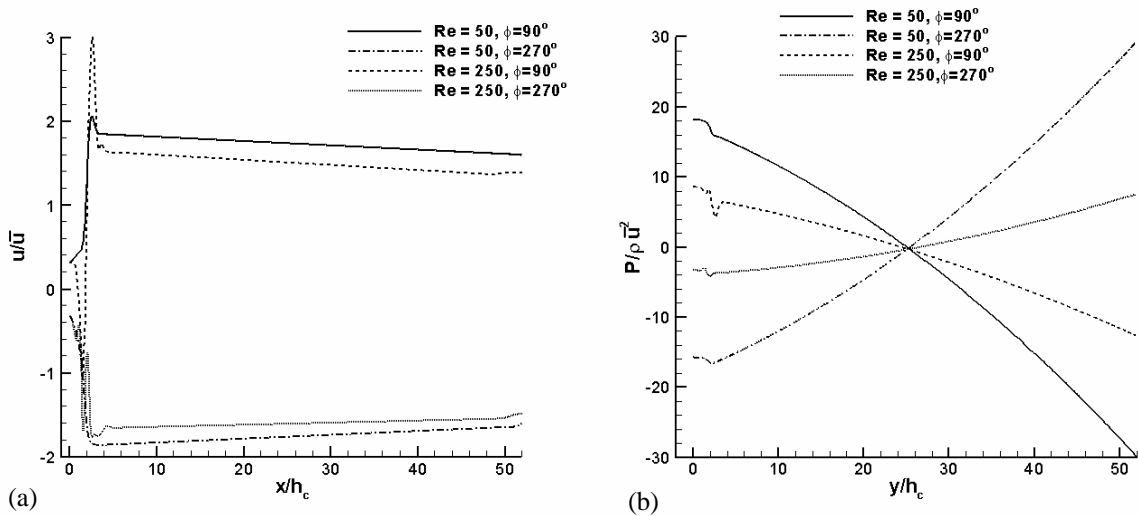 Re = 50, ϕ=90°
Re = 50, ϕ=270°
Re = 250, ϕ=90°
Re = 250, ϕ=270°
3
2
1
0
-1
-2
u/u̅
0
10
20
30
40
50
x/h_c
(a)
Re = 50, ϕ=90°
Re = 50, ϕ=270°
Re = 250, ϕ=90°
Re = 250, ϕ=270°
30
20
10
0
-10
-20
-30
P/ρ u̅²
0
10
20
30
40
50
y/h_c
(b)